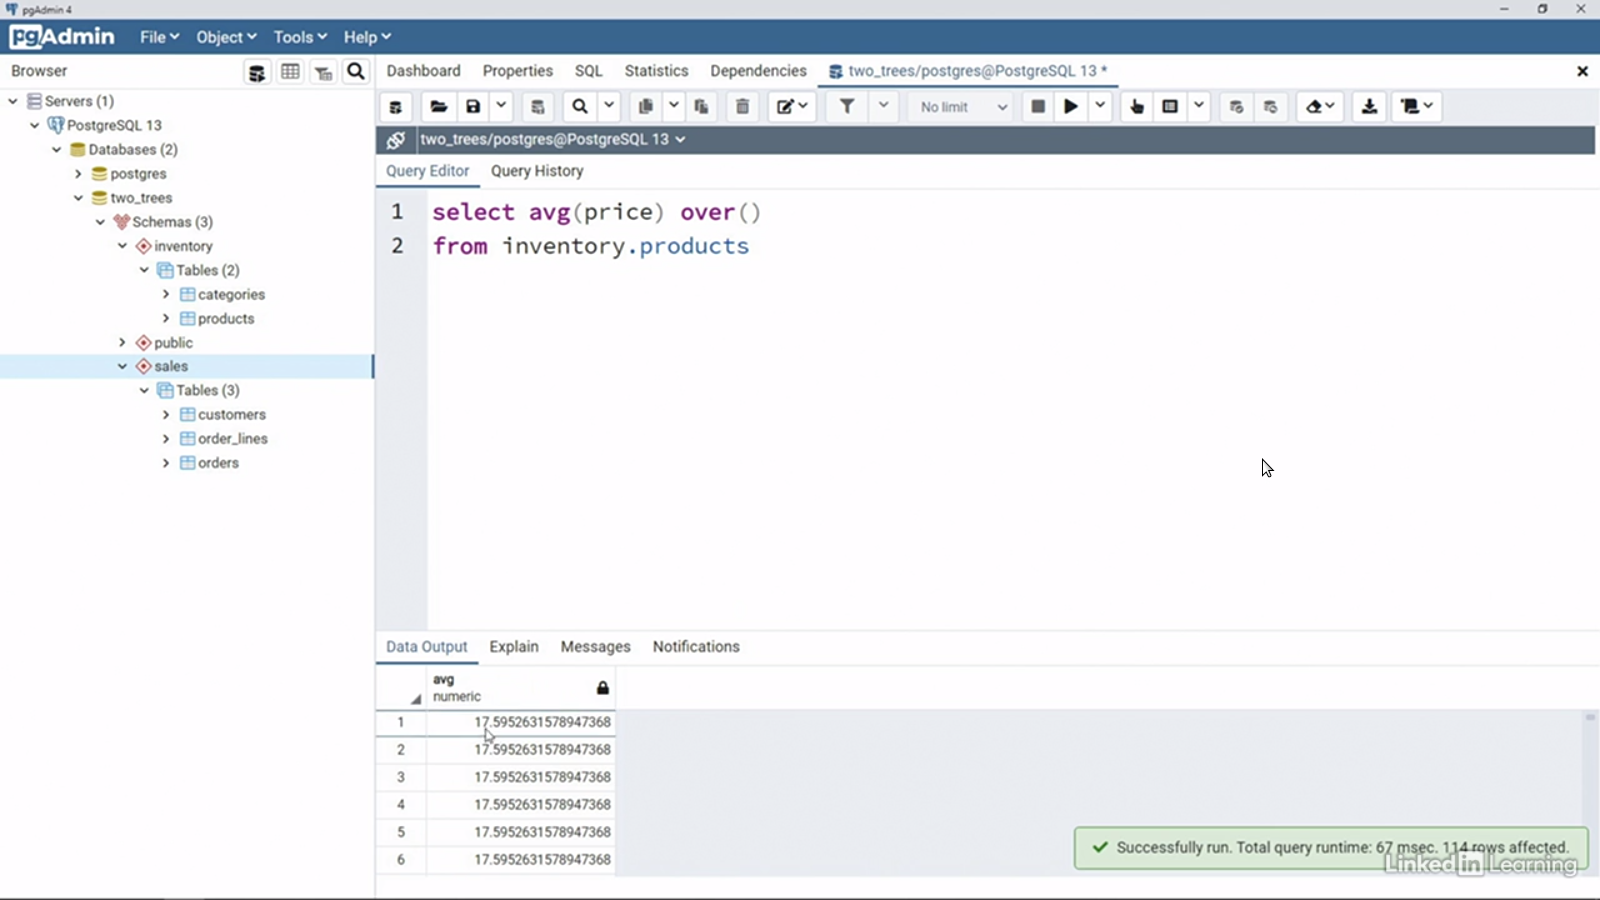 pgAdmin 4
pgAdmin File Object Tools Help
Browser
Dashboard Properties SQL Statistics Dependencies two_trees/postgres@PostgreSQL 13 *
Servers (1)
PostgreSQL 13
Databases (2)
postgres
two_trees
Schemas (3)
inventory
Tables (2)
categories
products
public
sales
Tables (3)
customers
order_lines
orders
No limit
two_trees/postgres@PostgreSQL 13
Query Editor Query History
1 select avg(price) over()
2 from inventory.products
Data Output Explain Messages Notifications
avg
numeric
1 17.5952631578947368
2 17.5952631578947368
3 17.5952631578947368
4 17.5952631578947368
5 17.5952631578947368
6 17.5952631578947368
Successfully run. Total query runtime: 67 msec. 114 rows affected.
Linked in Learning